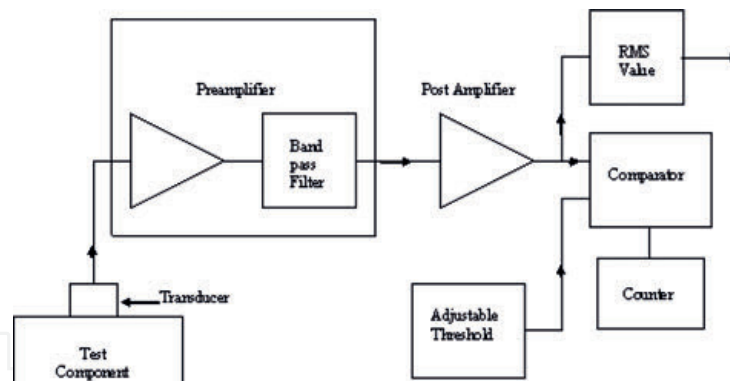 RMS
Value
Preamplifier
Post Amplifier
Band
pass
Filter
Comparator
Transducer
Adjustable
Threshold
Counter
Test
Component